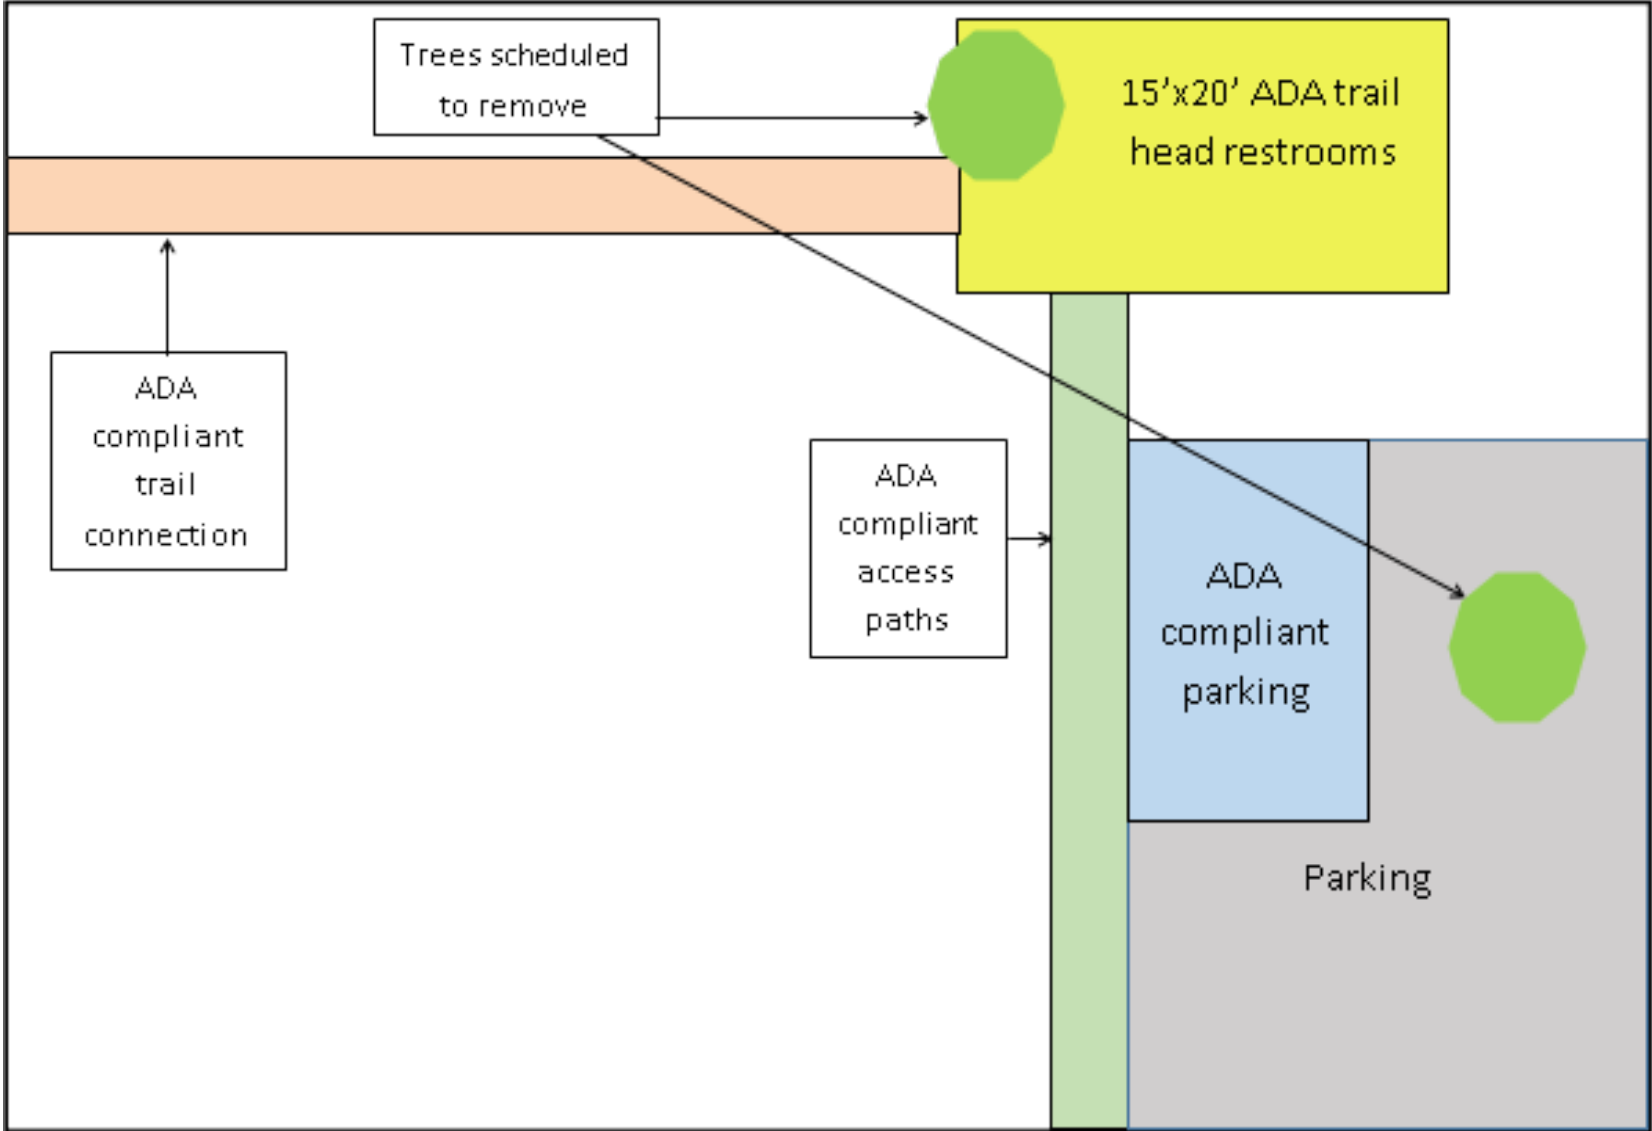 Trees scheduled
to remove
15’x20’ ADA trail
head restrooms
ADA
compliant
trail
connection
ADA
compliant
access
paths
ADA
compliant
parking
Parking